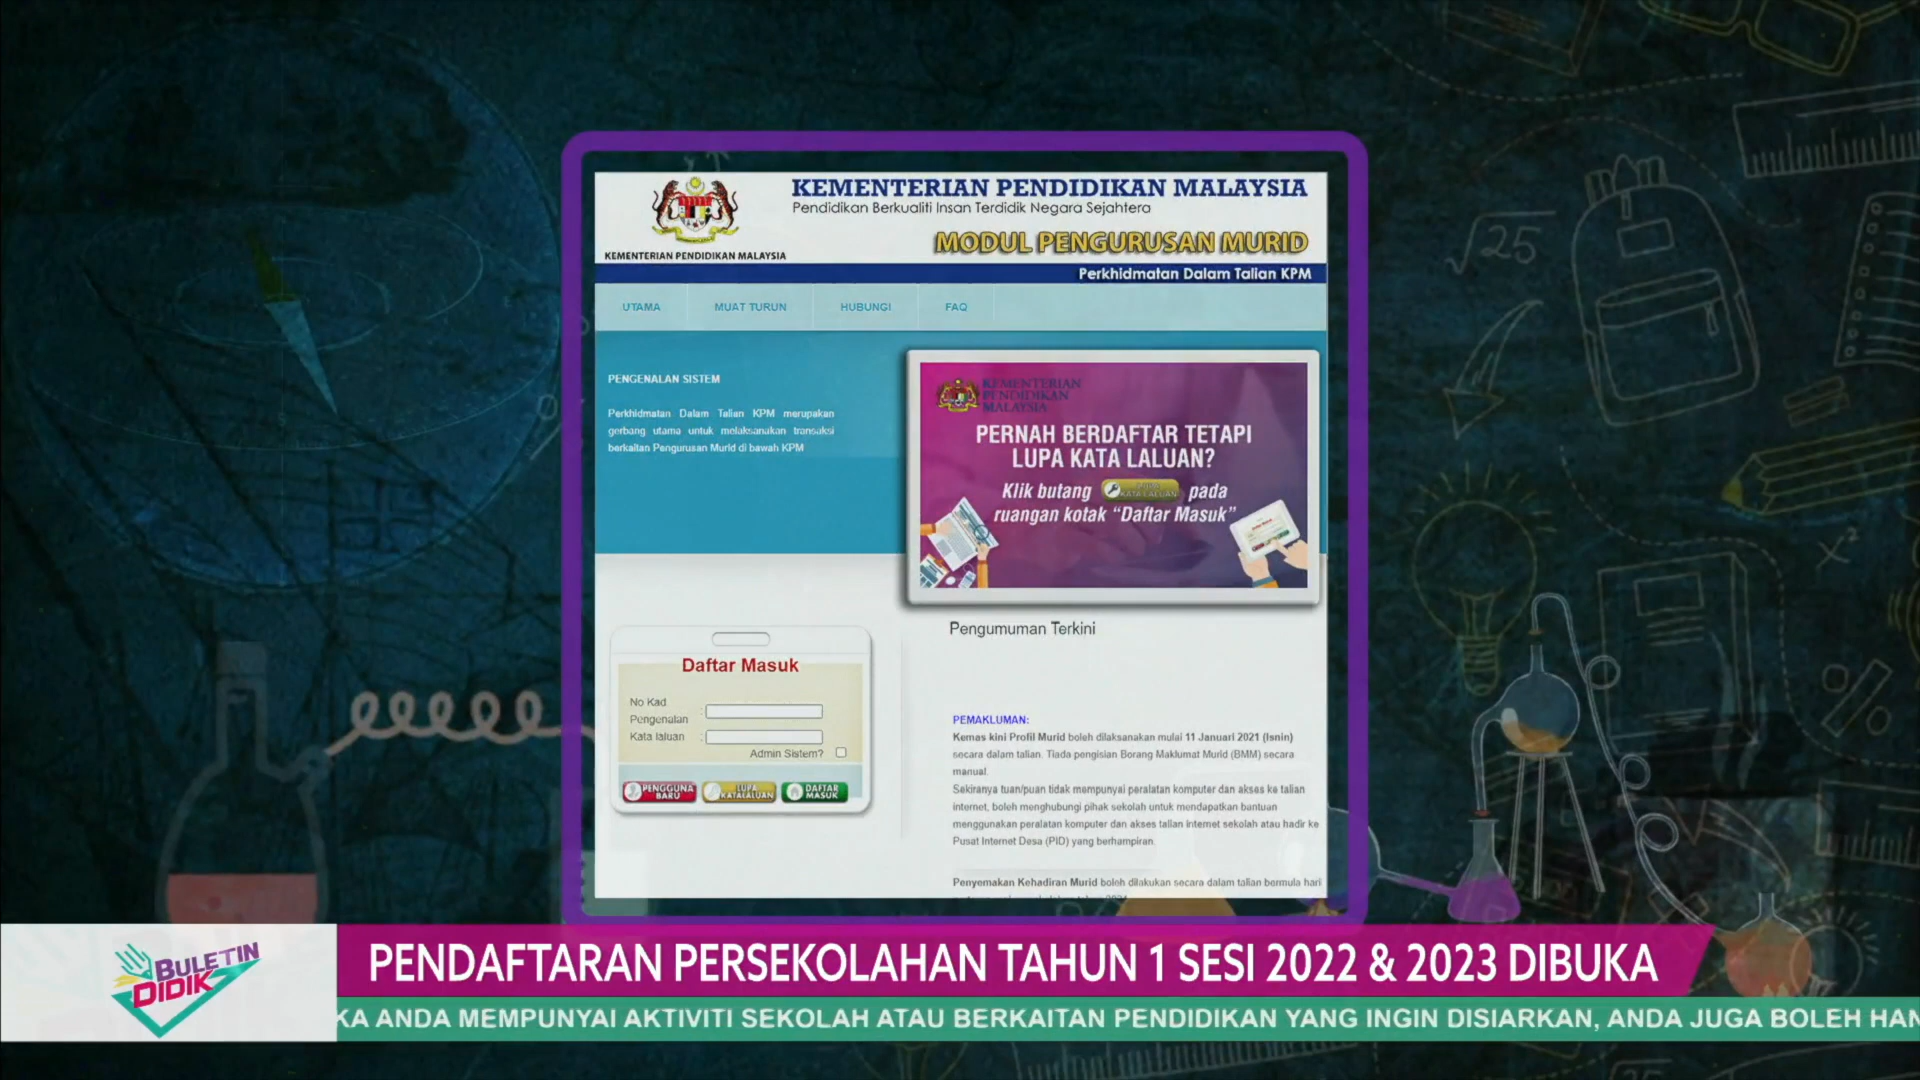 KEMENTERIAN PENDIDIKAN MALAYSIA
Pendidikan Berkualiti Insan Terdidik Negara Sejahtera
MODUL PENGURUSAN MURID
KEMENTERIAN PENDIDIKAN MALAYSIA
Perkhidmatan Dalam Talian KPM
UTAMA MUAT TURUN HUBUNGI FAQ
PENGENALAN SISTEM
Perkhidmatan Dalam Talian KPM merupakan
gerbang utama untuk melaksanakan transaksi
berkaitan Pengurusan Murid di bawah KPM
KEMENTERIAN
PENDIDIKAN
MALAYSIA
PERNAH BERDAFTAR TETAPI
LUPA KATA LALUAN?
Klik butang LUPA KATA LALUAN pada
ruangan kotak “Daftar Masuk”
Daftar Masuk
No Kad
Pengenalan :
Kata laluan :
Admin Sistem?
PENGGUNA BARU
LUPA KATALALUAN
DAFTAR MASUK
Pengumuman Terkini
PEMAKLUMAN:
Kemas kini Profil Murid boleh dilaksanakan mulai 11 Januari 2021 (Isnin)
secara dalam talian. Tiada pengisian Borang Maklumat Murid (BMM) secara
manual.
Sekiranya tuan/puan tidak mempunyai peralatan komputer dan akses ke talian
internet, boleh menghubungi pihak sekolah untuk mendapatkan bantuan
menggunakan peralatan komputer dan akses talian internet sekolah atau hadir ke
Pusat Internet Desa (PID) yang berhampiran.
Penyemakan Kehadiran Murid boleh dilakukan secara dalam talian bermula hari
√25
x²
%
BULETIN
DIDIK
PENDAFTARAN PERSEKOLAHAN TAHUN 1 SESI 2022 & 2023 DIBUKA
KA ANDA MEMPUNYAI AKTIVITI SEKOLAH ATAU BERKAITAN PENDIDIKAN YANG INGIN DISIARKAN, ANDA JUGA BOLEH HAN